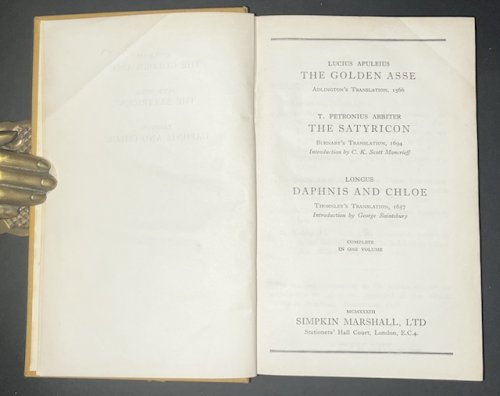 LUCIUS APULEIUS
THE GOLDEN ASSE
ADLINGTON'S TRANSLATION, 1566
T. PETRONIUS ARBITER
THE SATYRICON
BURNABY'S TRANSLATION, 1694
Introduction by C. K. Scott Moncrieff
LONGUS
DAPHNIS AND CHLOE
THORNLEY'S TRANSLATION, 1657
Introduction by George Saintsbury
COMPLETE
IN ONE VOLUME
MCMXXXIII
SIMPKIN MARSHALL, LTD
Stationers' Hall Court, London, E.C.4.